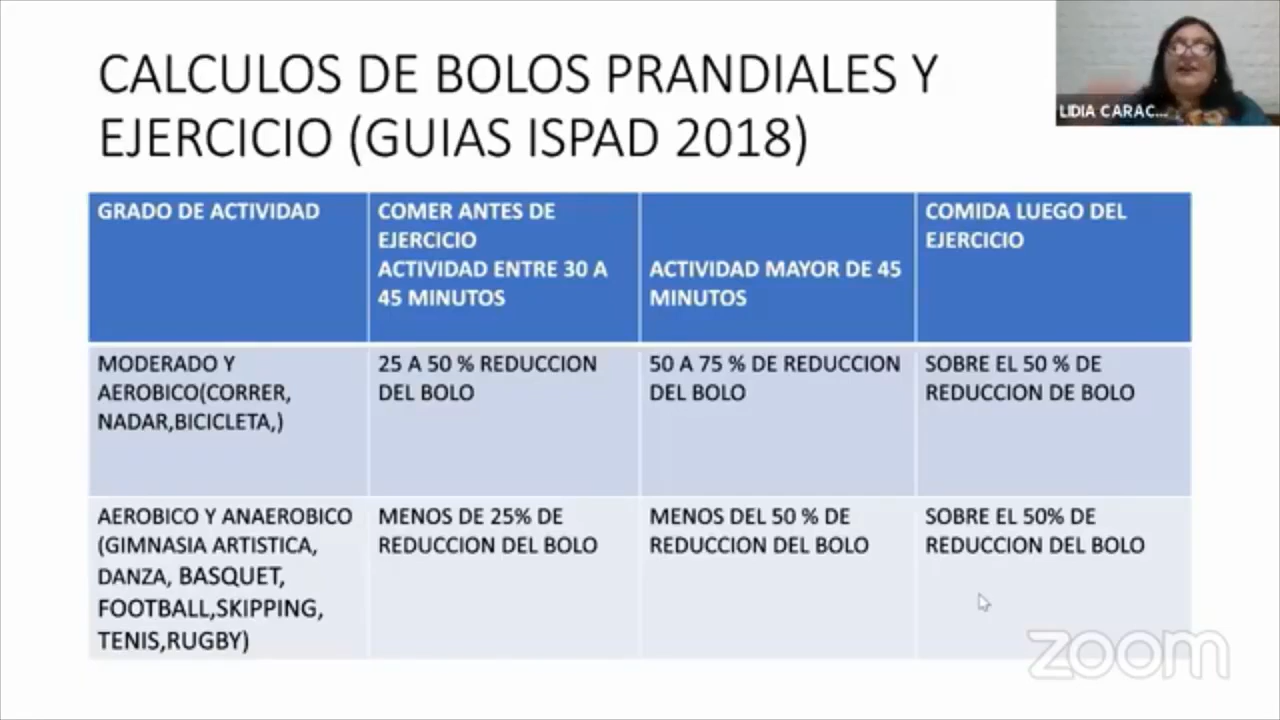 CALCULOS DE BOLOS PRANDIALES Y
EJERCICIO (GUIAS ISPAD 2018)
LIDIA CARAC...
GRADO DE ACTIVIDAD
COMER ANTES DE
EJERCICIO
ACTIVIDAD ENTRE 30 A
45 MINUTOS
ACTIVIDAD MAYOR DE 45
MINUTOS
COMIDA LUEGO DEL
EJERCICIO
MODERADO Y
AEROBICO(CORRER,
NADAR,BICICLETA,)
25 A 50 % REDUCCION
DEL BOLO
50 A 75 % DE REDUCCION
DEL BOLO
SOBRE EL 50 % DE
REDUCCION DE BOLO
AEROBICO Y ANAEROBICO
(GIMNASIA ARTISTICA,
DANZA, BASQUET,
FOOTBALL,SKIPPING,
TENIS,RUGBY)
MENOS DE 25% DE
REDUCCION DEL BOLO
MENOS DEL 50 % DE
REDUCCION DEL BOLO
SOBRE EL 50% DE
REDUCCION DEL BOLO
zoom